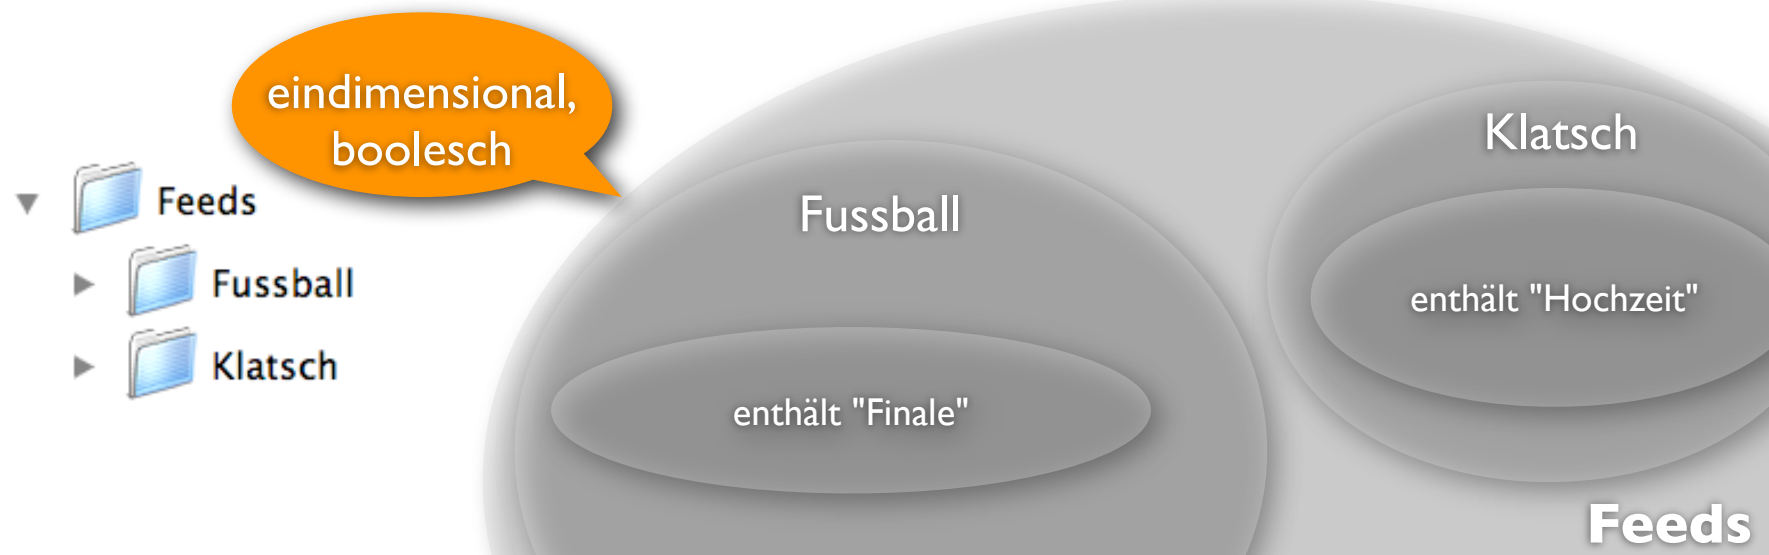 eindimensional,
boolesch
Feeds
Fussball
Klatsch
Fussball
enthält "Finale"
Klatsch
enthält "Hochzeit"
Feeds